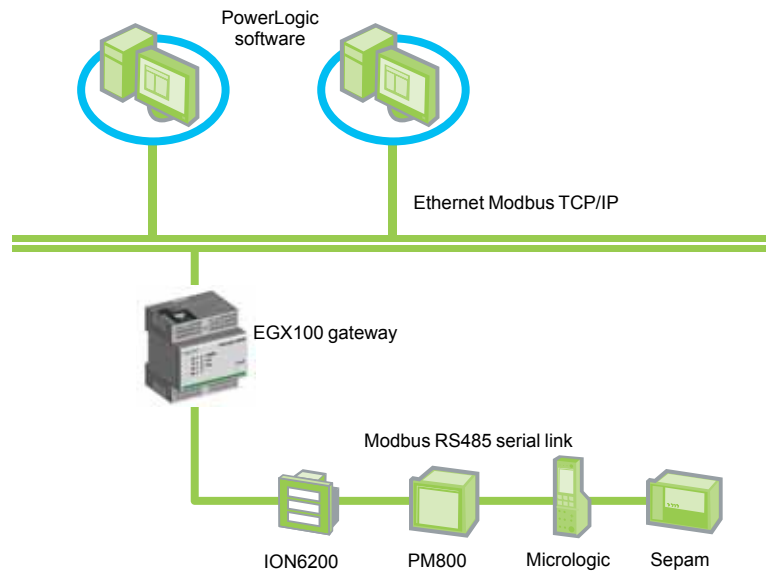 PowerLogic
software
Ethernet Modbus TCP/IP
EGX100 gateway
Modbus RS485 serial link
ION6200
PM800
Micrologic
Sepam